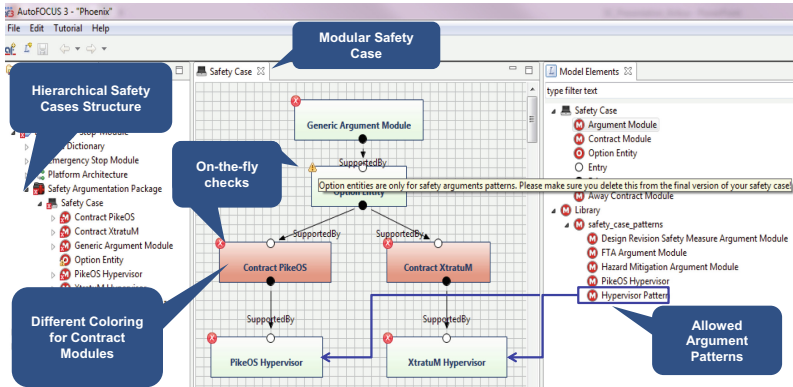 AutoFOCUS 3 - "Phoenix"
File Edit Tutorial Help
Modular Safety
Case
Safety Case
Model Elements
type filter text
Hierarchical Safety
Cases Structure
Dictionary
Emergency Stop Module
Platform Architecture
Safety Argumentation Package
Safety Case
Contract PikeOS
Contract XtratuM
Generic Argument Module
Option Entity
PikeOS Hypervisor
XtratuM Hypervisor
On-the-fly
checks
Different Coloring
for Contract
Modules
Generic Argument Module
SupportedBy
Option Entity
Option entities are only for safety arguments patterns. Please make sure you delete this from the final version of your safety case
SupportedBy
SupportedBy
Contract PikeOS
Contract XtratuM
SupportedBy
SupportedBy
PikeOS Hypervisor
XtratuM Hypervisor
Safety Case
Argument Module
Contract Module
Option Entity
Entry
Away Contract Module
Library
safety_case_patterns
Design Revision Safety Measure Argument Module
FTA Argument Module
Hazard Mitigation Argument Module
PikeOS Hypervisor
Hypervisor Pattern
Allowed
Argument
Patterns